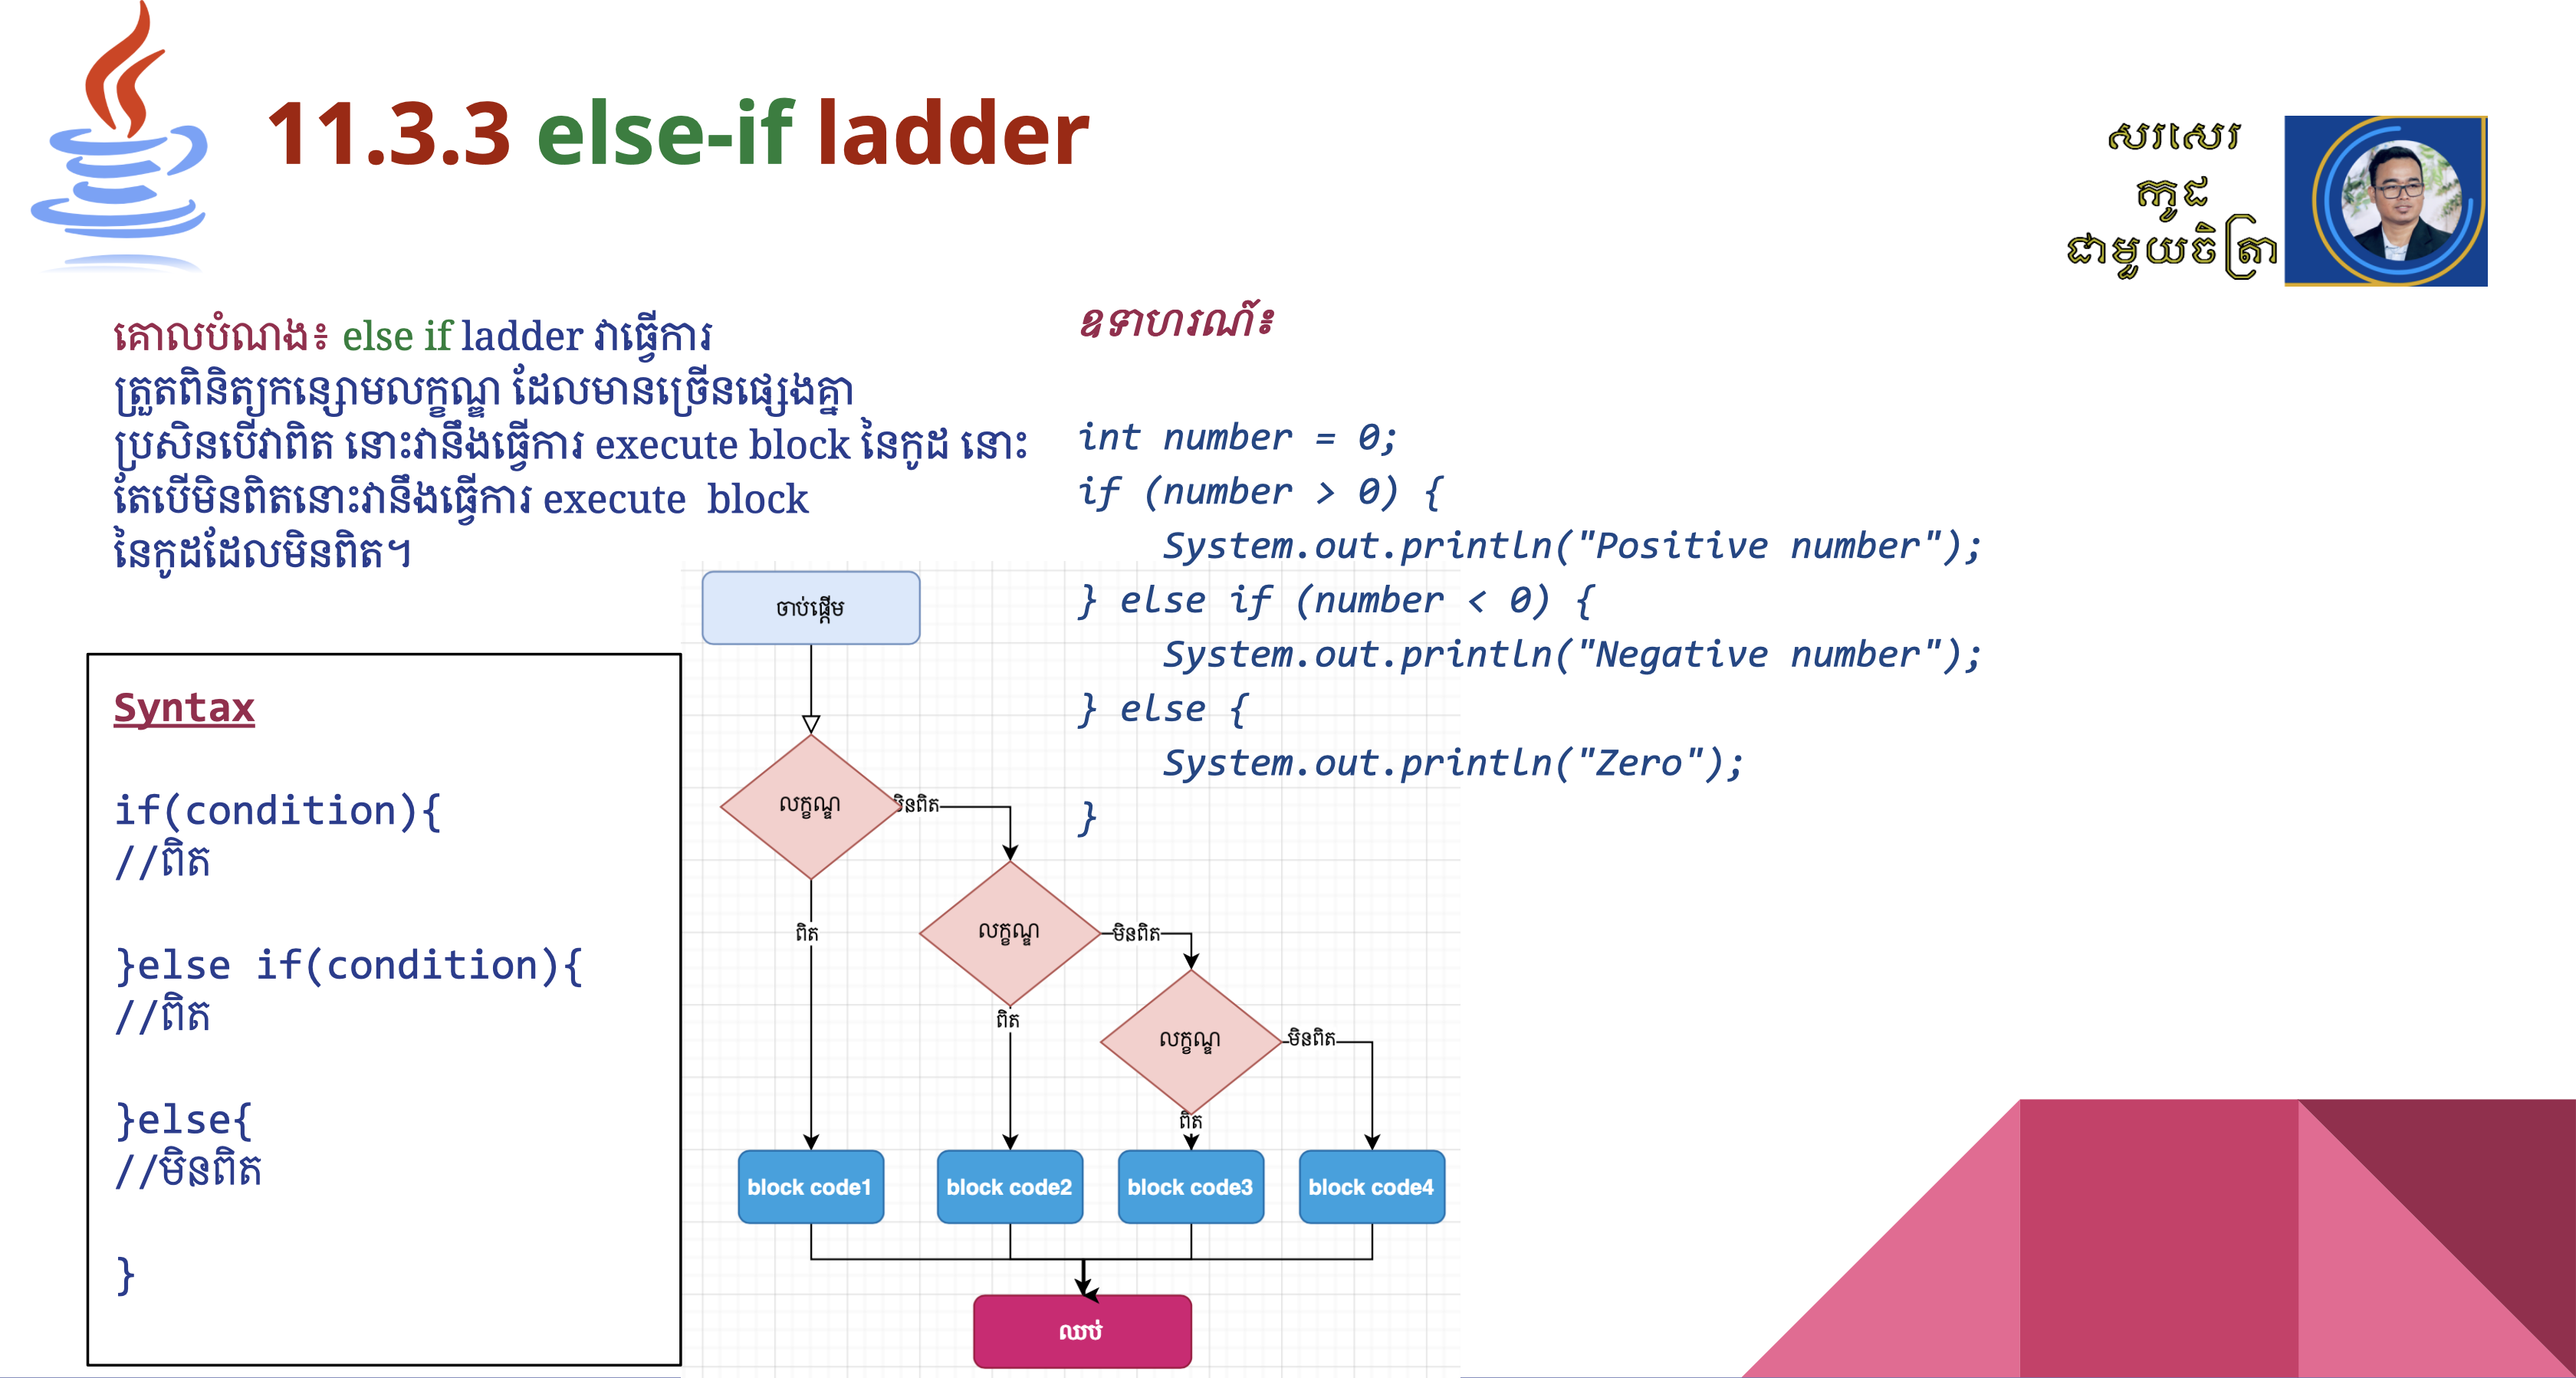 11.3.3 else-if ladder
សរសេរ
កូដ
ជាមួយចិត្រា
គោលបំណង៖ else if ladder វាធ្វើការ
ត្រួតពិនិត្យកន្សោមលក្ខណ្ឌ ដែលមានច្រើនផ្សេងគ្នា
ប្រសិនបើវាពិត នោះវានឹងធ្វើការ execute block នៃកូដ នោះ
តែបើមិនពិតនោះវានឹងធ្វើការ execute  block
នៃកូដដែលមិនពិត។
Syntax
if(condition){
//ពិត
}else if(condition){
//ពិត
}else{
//មិនពិត
}
ឧទាហរណ៍៖
int number = 0;
if (number > 0) {
    System.out.println("Positive number");
} else if (number < 0) {
    System.out.println("Negative number");
} else {
    System.out.println("Zero");
}
ចាប់ផ្តើម
លក្ខណ្ឌ
មិនពិត
ពិត
លក្ខណ្ឌ
មិនពិត
ពិត
លក្ខណ្ឌ
មិនពិត
ពិត
block code1
block code2
block code3
block code4
ឈប់